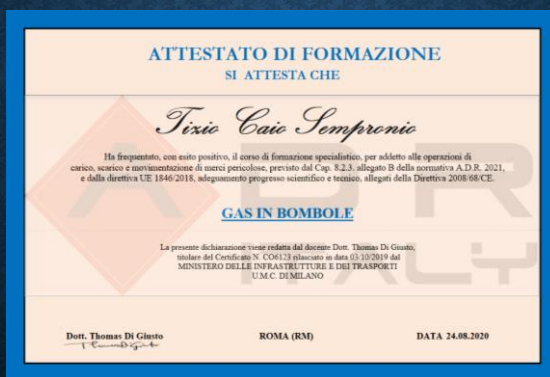 ATTESTATO DI FORMAZIONE
SI ATTESTA CHE
Tizio Caio Sempronio
Ha frequentato, con esito positivo, il corso di formazione specialistico, per addetto alle operazioni di
carico, scarico e movimentazione di merci pericolose, previsto dal Cap. 8.2.3. allegato B della normativa A.D.R. 2021,
e dalla direttiva UE 1846/2018, adeguamento progresso scientifico e tecnico, allegati della Direttiva 2008/68/CE.
GAS IN BOMBOLE
La presente dichiarazione viene redatta dal docente Dott. Thomas Di Giusto,
titolare del Certificato N. CO6123 rilasciato in data 03/10/2019 dal
MINISTERO DELLE INFRASTRUTTURE E DEI TRASPORTI
U.M.C. DI MILANO
Dott. Thomas Di Giusto ROMA (RM) DATA 24.08.2020
ADR
ITALY